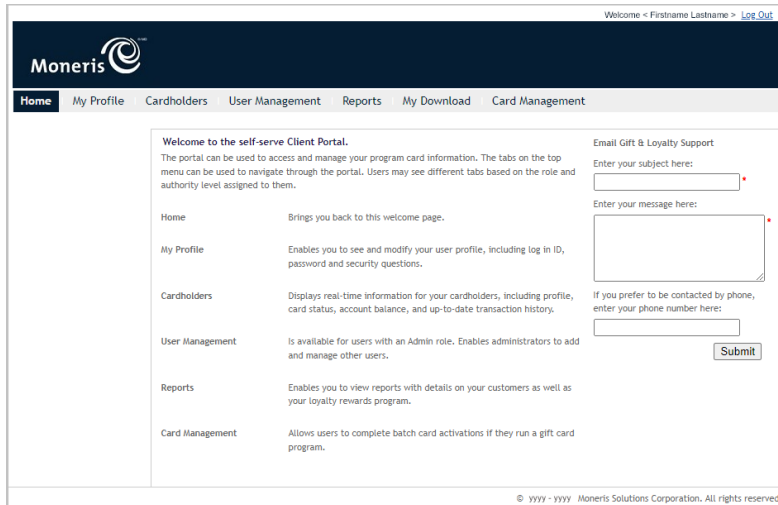 Welcome < Firstname Lastname > Log Out
Moneris
Home My Profile Cardholders User Management Reports My Download Card Management
Welcome to the self-serve Client Portal.
The portal can be used to access and manage your program card information. The tabs on the top
menu can be used to navigate through the portal. Users may see different tabs based on the role and
authority level assigned to them.
Home Brings you back to this welcome page.
My Profile Enables you to see and modify your user profile, including log in ID,
password and security questions.
Cardholders Displays real-time information for your cardholders, including profile,
card status, account balance, and up-to-date transaction history.
User Management Is available for users with an Admin role. Enables administrators to add
and manage other users.
Reports Enables you to view reports with details on your customers as well as
your loyalty rewards program.
Card Management Allows users to complete batch card activations if they run a gift card
program.
Email Gift & Loyalty Support
Enter your subject here:
*
Enter your message here:
*
If you prefer to be contacted by phone,
enter your phone number here:
Submit
© yyyy - yyyy Moneris Solutions Corporation. All rights reserved